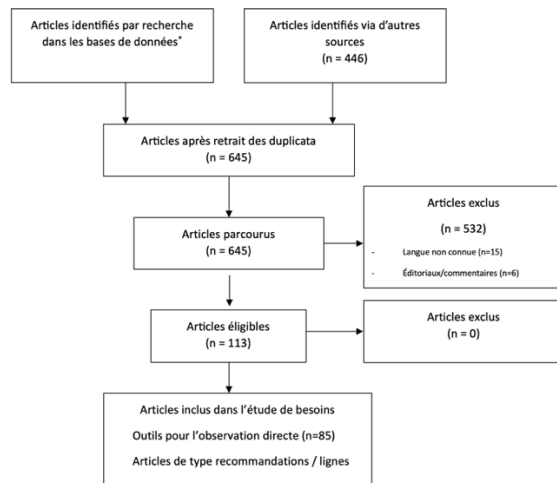 Articles identifiés par recherche
dans les bases de données*
Articles identifiés via d'autres
sources
(n = 446)
Articles après retrait des duplicata
(n = 645)
Articles parcourus
(n = 645)
Articles exclus
(n = 532)
- Langue non connue (n=15)
- Éditoriaux/commentaires (n=6)
Articles éligibles
(n = 113)
Articles exclus
(n = 0)
Articles inclus dans l'étude de besoins
Outils pour l'observation directe (n=85)
Articles de type recommandations / lignes